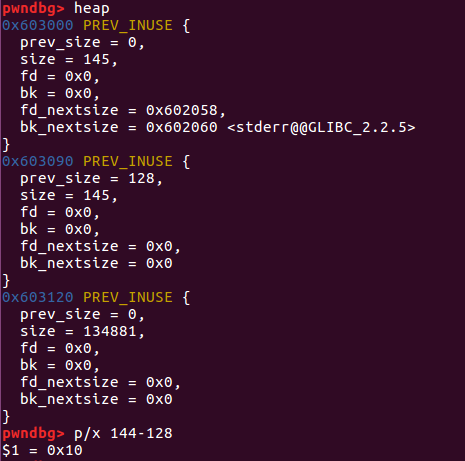 pwndbg> heap
0x603000 PREV_INUSE {
  prev_size = 0,
  size = 145,
  fd = 0x0,
  bk = 0x0,
  fd_nextsize = 0x602058,
  bk_nextsize = 0x602060 <stderr@@GLIBC_2.2.5>
}
0x603090 PREV_INUSE {
  prev_size = 128,
  size = 145,
  fd = 0x0,
  bk = 0x0,
  fd_nextsize = 0x0,
  bk_nextsize = 0x0
}
0x603120 PREV_INUSE {
  prev_size = 0,
  size = 134881,
  fd = 0x0,
  bk = 0x0,
  fd_nextsize = 0x0,
  bk_nextsize = 0x0
}
pwndbg> p/x 144-128
$1 = 0x10